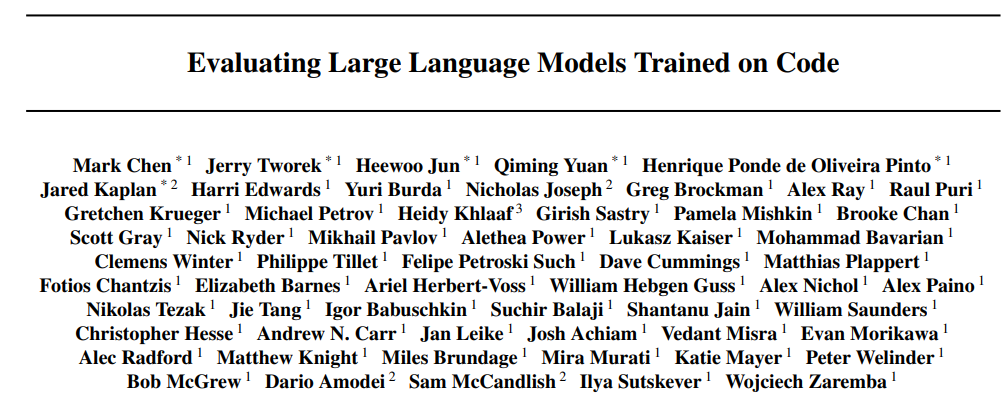 Evaluating Large Language Models Trained on Code
Mark Chen * 1 Jerry Tworek * 1 Heewoo Jun * 1 Qiming Yuan * 1 Henrique Ponde de Oliveira Pinto * 1
Jared Kaplan * 2 Harri Edwards 1 Yuri Burda 1 Nicholas Joseph 2 Greg Brockman 1 Alex Ray 1 Raul Puri 1
Gretchen Krueger 1 Michael Petrov 1 Heidy Khlaaf 3 Girish Sastry 1 Pamela Mishkin 1 Brooke Chan 1
Scott Gray 1 Nick Ryder 1 Mikhail Pavlov 1 Alethea Power 1 Lukasz Kaiser 1 Mohammad Bavarian 1
Clemens Winter 1 Philippe Tillet 1 Felipe Petroski Such 1 Dave Cummings 1 Matthias Plappert 1
Fotios Chantzis 1 Elizabeth Barnes 1 Ariel Herbert-Voss 1 William Hebgen Guss 1 Alex Nichol 1 Alex Paino 1
Nikolas Tezak 1 Jie Tang 1 Igor Babuschkin 1 Suchir Balaji 1 Shantanu Jain 1 William Saunders 1
Christopher Hesse 1 Andrew N. Carr 1 Jan Leike 1 Josh Achiam 1 Vedant Misra 1 Evan Morikawa 1
Alec Radford 1 Matthew Knight 1 Miles Brundage 1 Mira Murati 1 Katie Mayer 1 Peter Welinder 1
Bob McGrew 1 Dario Amodei 2 Sam McCandlish 2 Ilya Sutskever 1 Wojciech Zaremba 1